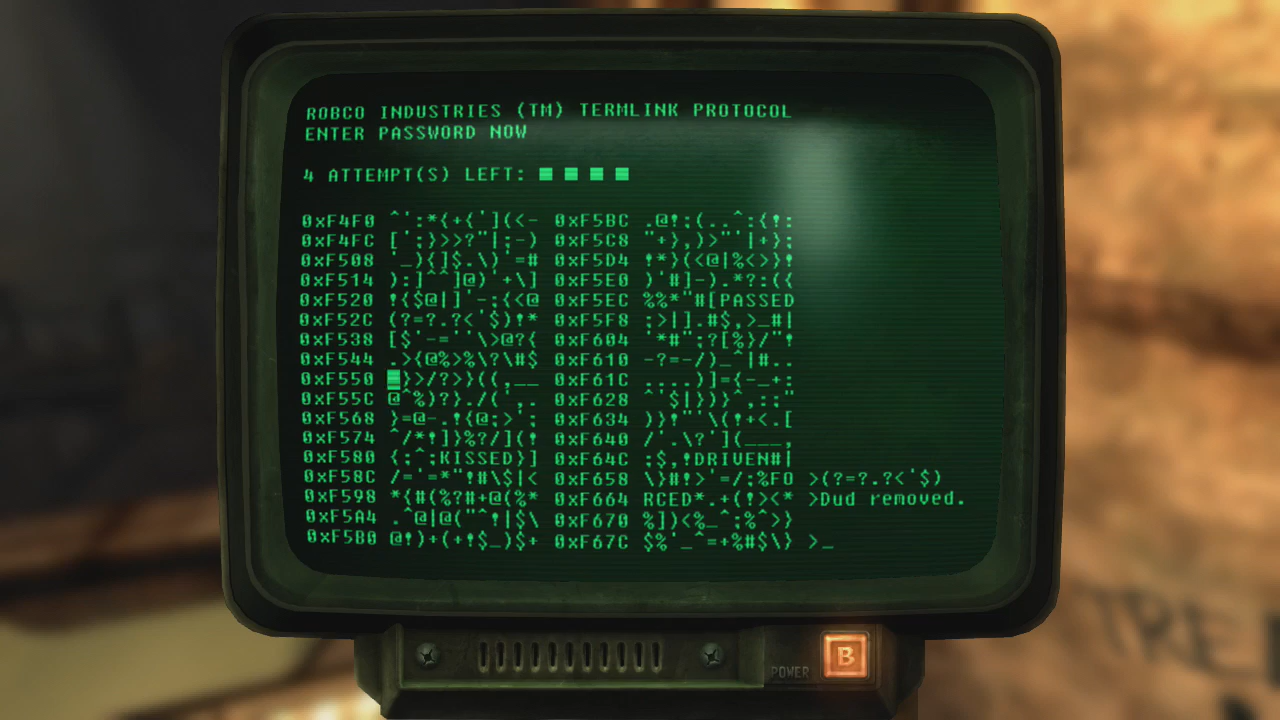 ROBCO INDUSTRIES (TM) TERMLINK PROTOCOL
ENTER PASSWORD NOW
4 ATTEMPT(S) LEFT: ■ ■ ■ ■
0xF4F0 ^':*{+{'](<- 0xF5BC .@!;(..^:{!:
0xF4FC [';}>>?"|;-) 0xF5C8 "+},)>"'|+};
0xF508 '_){]$.\)'=# 0xF5D4 !*}(<@|%<>}!
0xF514 ):]^^]@)'+\] 0xF5E0 )'#]-).*?:({
0xF520 !{$@|]'-;{<@ 0xF5EC %%*"#[PASSED
0xF52C (?=?.?<'$)!* 0xF5F8 ;>|].#$,>_#|
0xF538 [$'-=^'\>@?{ 0xF604 '*#";?[%}/"!
0xF544 .>{@%>%\?\#$ 0xF610 -?=-/)_^|#..
0xF550 ■}>/?>}((,__ 0xF61C ....)]={-_+:
0xF55C @^%)?}./(',. 0xF628 ^'$|})}^,:;"
0xF568 }=@-.!{@;>'; 0xF634 )}!"'\(!+<.[
0xF574 ^/*!]}%?/](! 0xF640 /'.\?'](___,
0xF580 {;^;KISSED}] 0xF64C :$,!DRIVEN#|
0xF58C /='=*"!#\$|< 0xF658 \}#!>'=/;%FO >(?=?.?<'$)
0xF598 *{#(%?#+@(%* 0xF664 RCED*.+(!><* >Dud removed.
0xF5A4 .^@|@("^!|$\ 0xF670 %])<%_^;%^>}
0xF5B0 @!)+(+!$_)$+ 0xF67C $%'_^=+%#$\} >_
POWER
B